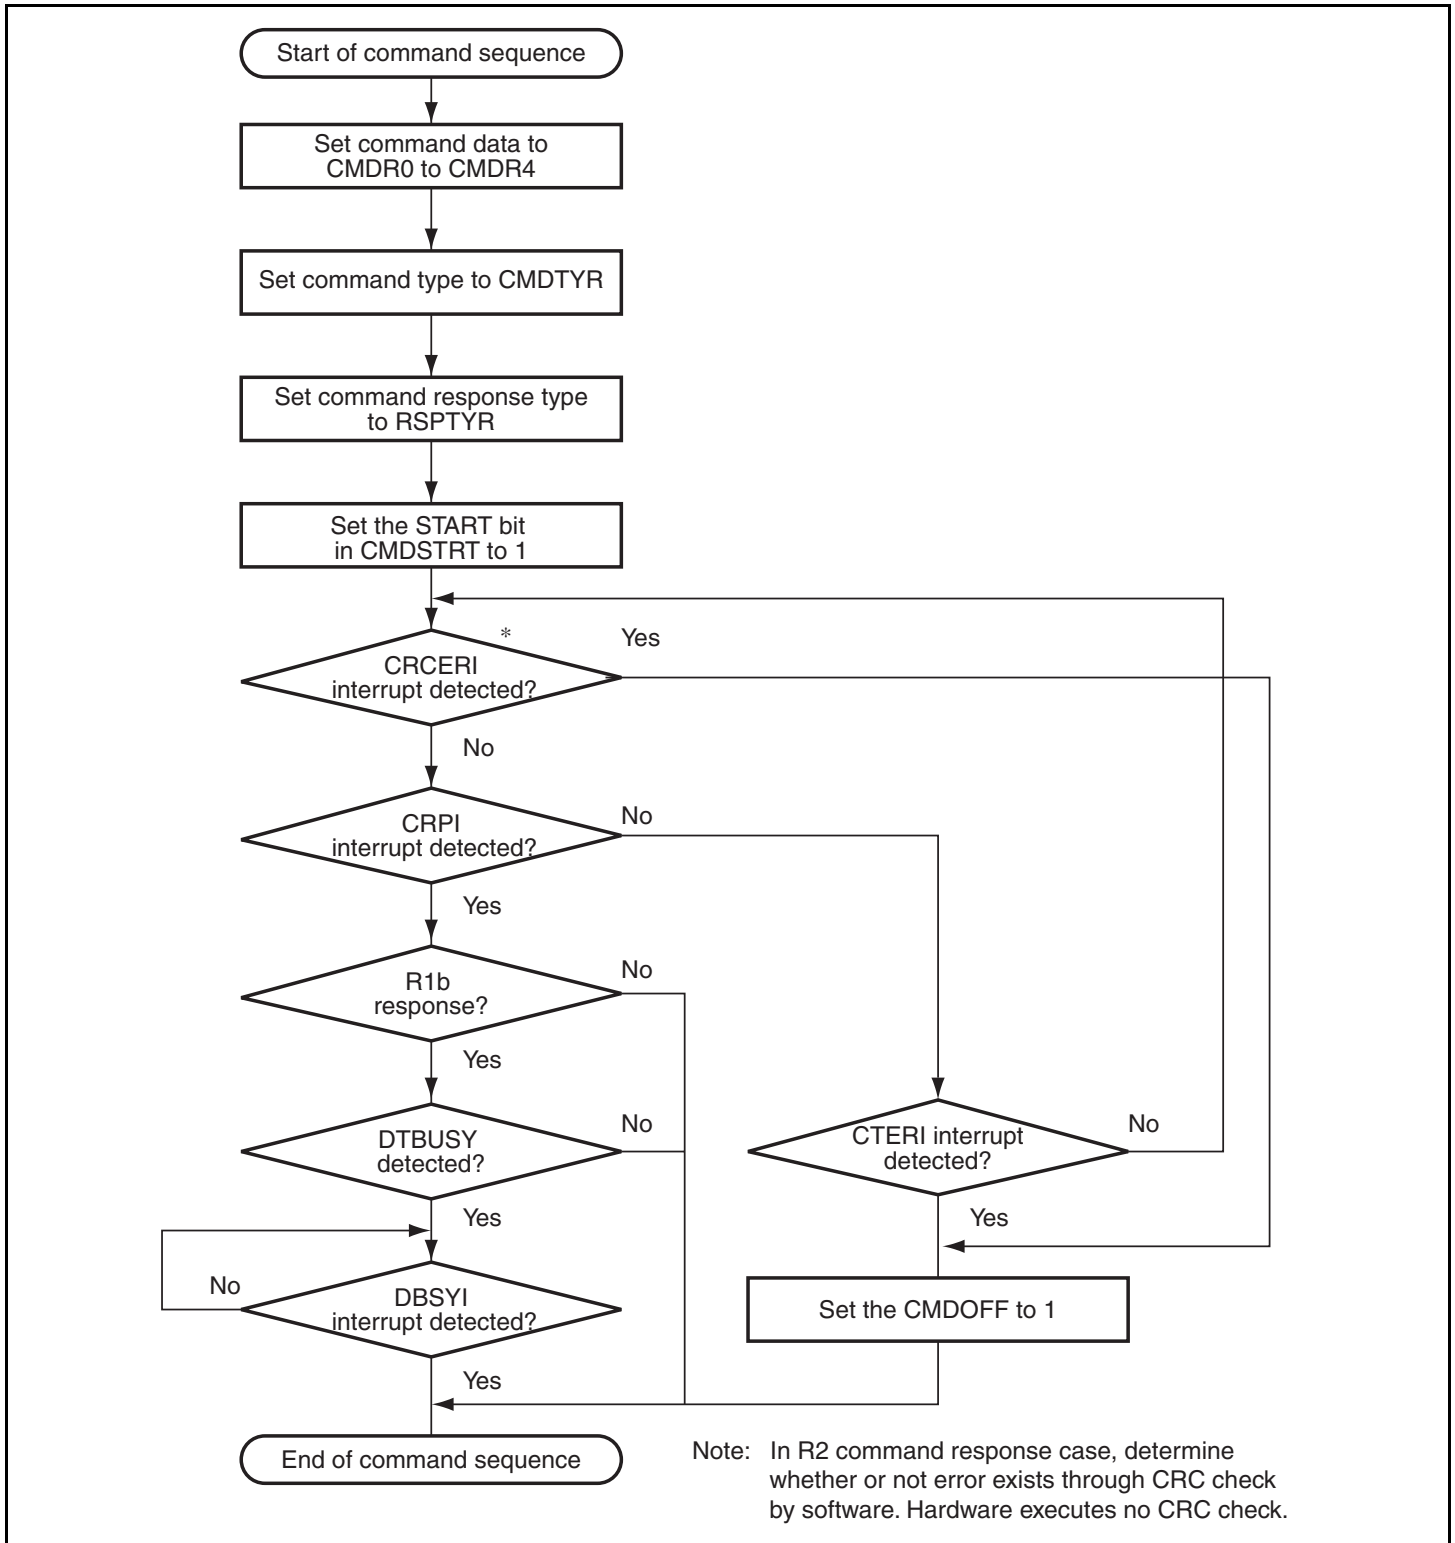 Start of command sequence
Set command data to
CMDR0 to CMDR4
Set command type to CMDTYR
Set command response type
to RSPTYR
Set the START bit
in CMDSTRT to 1
*
Yes
CRCERI
interrupt detected?
No
CRPI
interrupt detected?
No
Yes
R1b
response?
No
Yes
DTBUSY
detected?
No
CTERI interrupt
detected?
No
Yes
Yes
No
DBSYI
interrupt detected?
Set the CMDOFF to 1
Yes
End of command sequence
Note: In R2 command response case, determine
whether or not error exists through CRC check
by software. Hardware executes no CRC check.